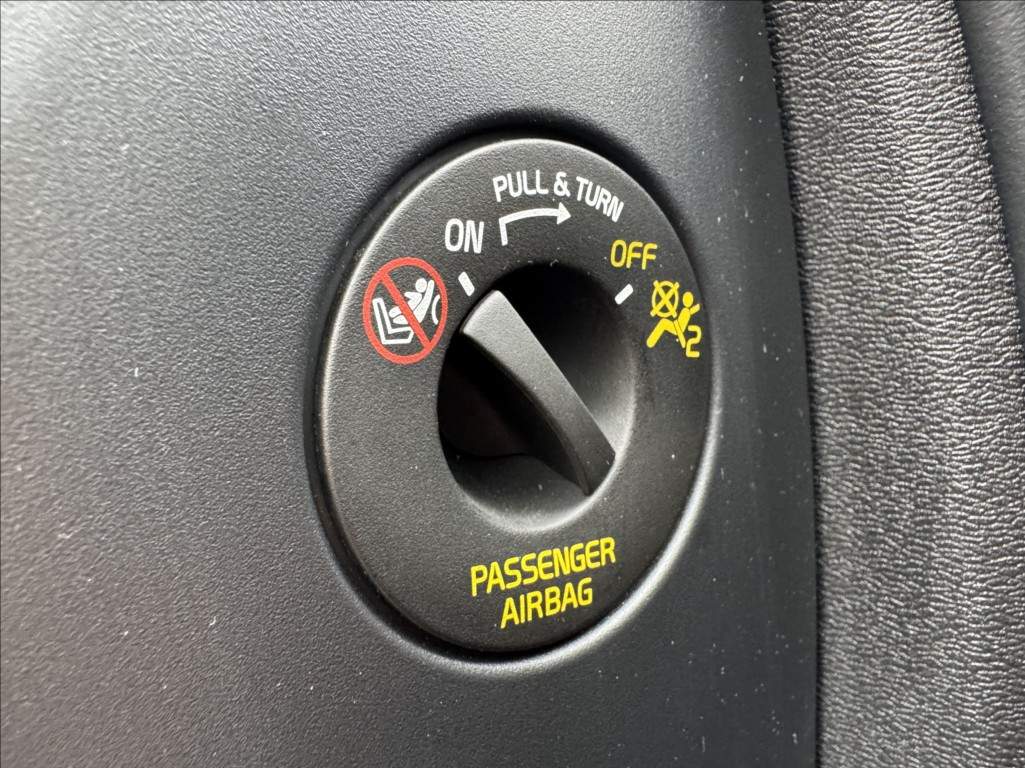 PULL & TURN
ON
OFF
2
PASSENGER
AIRBAG